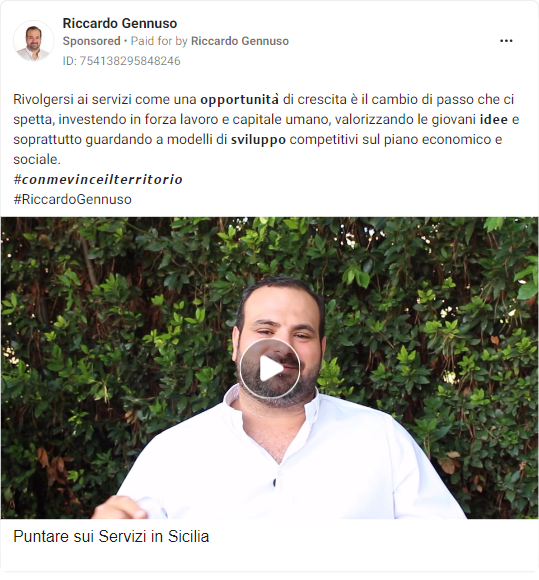 Riccardo Gennuso
Sponsored • Paid for by Riccardo Gennuso
ID: 754138295848246
Rivolgersi ai servizi come una opportunità di crescita è il cambio di passo che ci
spetta, investendo in forza lavoro e capitale umano, valorizzando le giovani idee e
soprattutto guardando a modelli di sviluppo competitivi sul piano economico e
sociale.
#conmevinceilterritorio
#RiccardoGennuso
Puntare sui Servizi in Sicilia